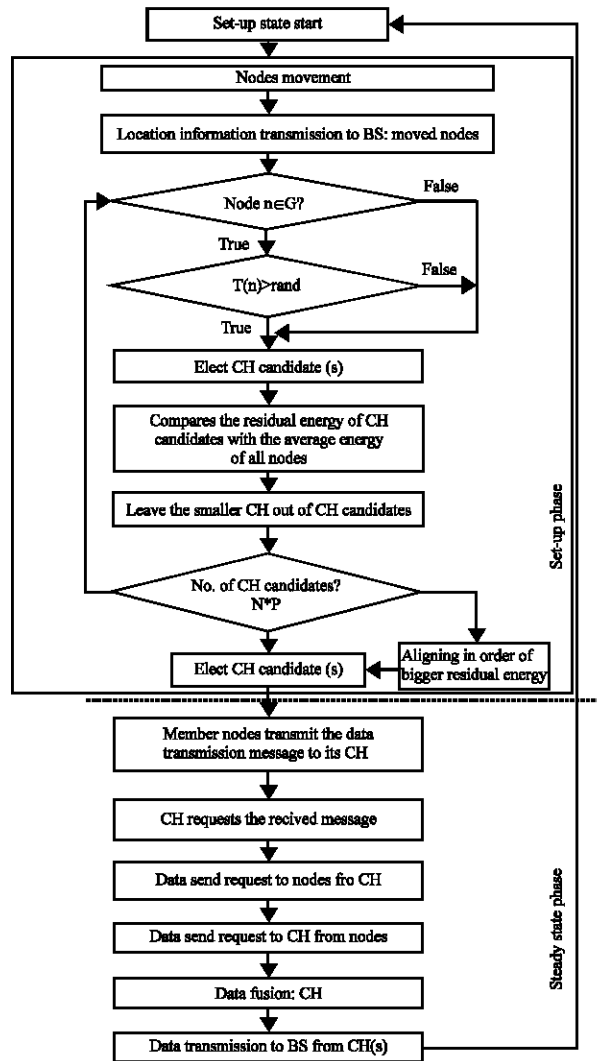 Set-up state start
Nodes movement
Location information transmission to BS: moved nodes
Node n∈G?
False
True
T(n)>rand
False
True
Elect CH candidate (s)
Compares the residual energy of CH
candidates with the average energy
of all nodes
Leave the smaller CH out of CH candidates
No. of CH candidates?
N*P
Elect CH candidate (s)
Aligning in order of
bigger residual energy
Set-up phase
Member nodes transmit the data
transmission message to its CH
CH requests the recived message
Data send request to nodes fro CH
Data send request to CH from nodes
Data fusion: CH
Data transmission to BS from CH(s)
Steady state phase